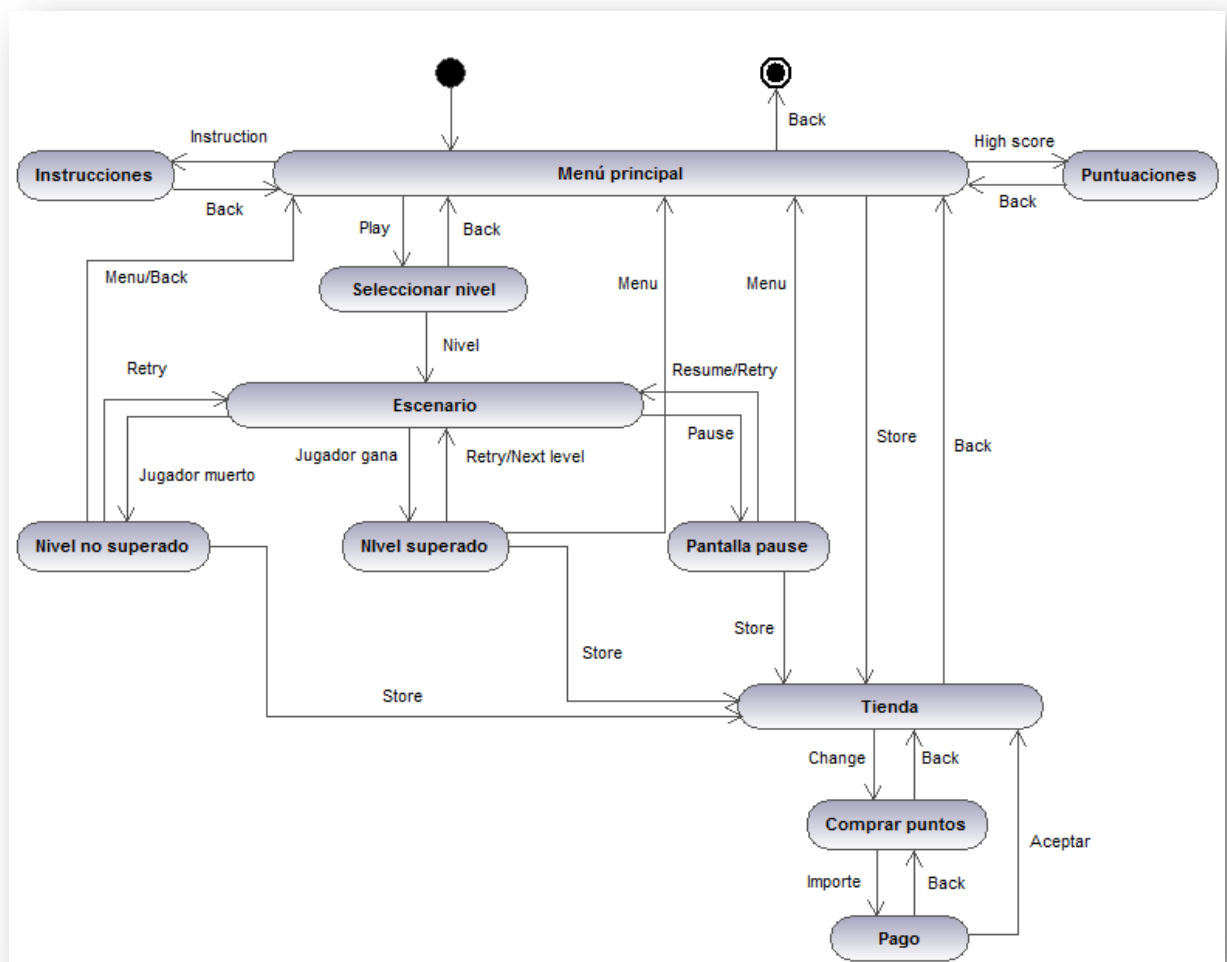 Back
Instruction
High score
Instrucciones
Menú principal
Puntuaciones
Back
Back
Play
Back
Menu/Back
Seleccionar nivel
Menu
Menu
Nivel
Retry
Resume/Retry
Escenario
Store
Back
Pause
Jugador gana
Retry/Next level
Jugador muerto
Nivel no superado
NIvel superado
Pantalla pause
Store
Store
Store
Tienda
Change
Back
Comprar puntos
Aceptar
Importe
Back
Pago